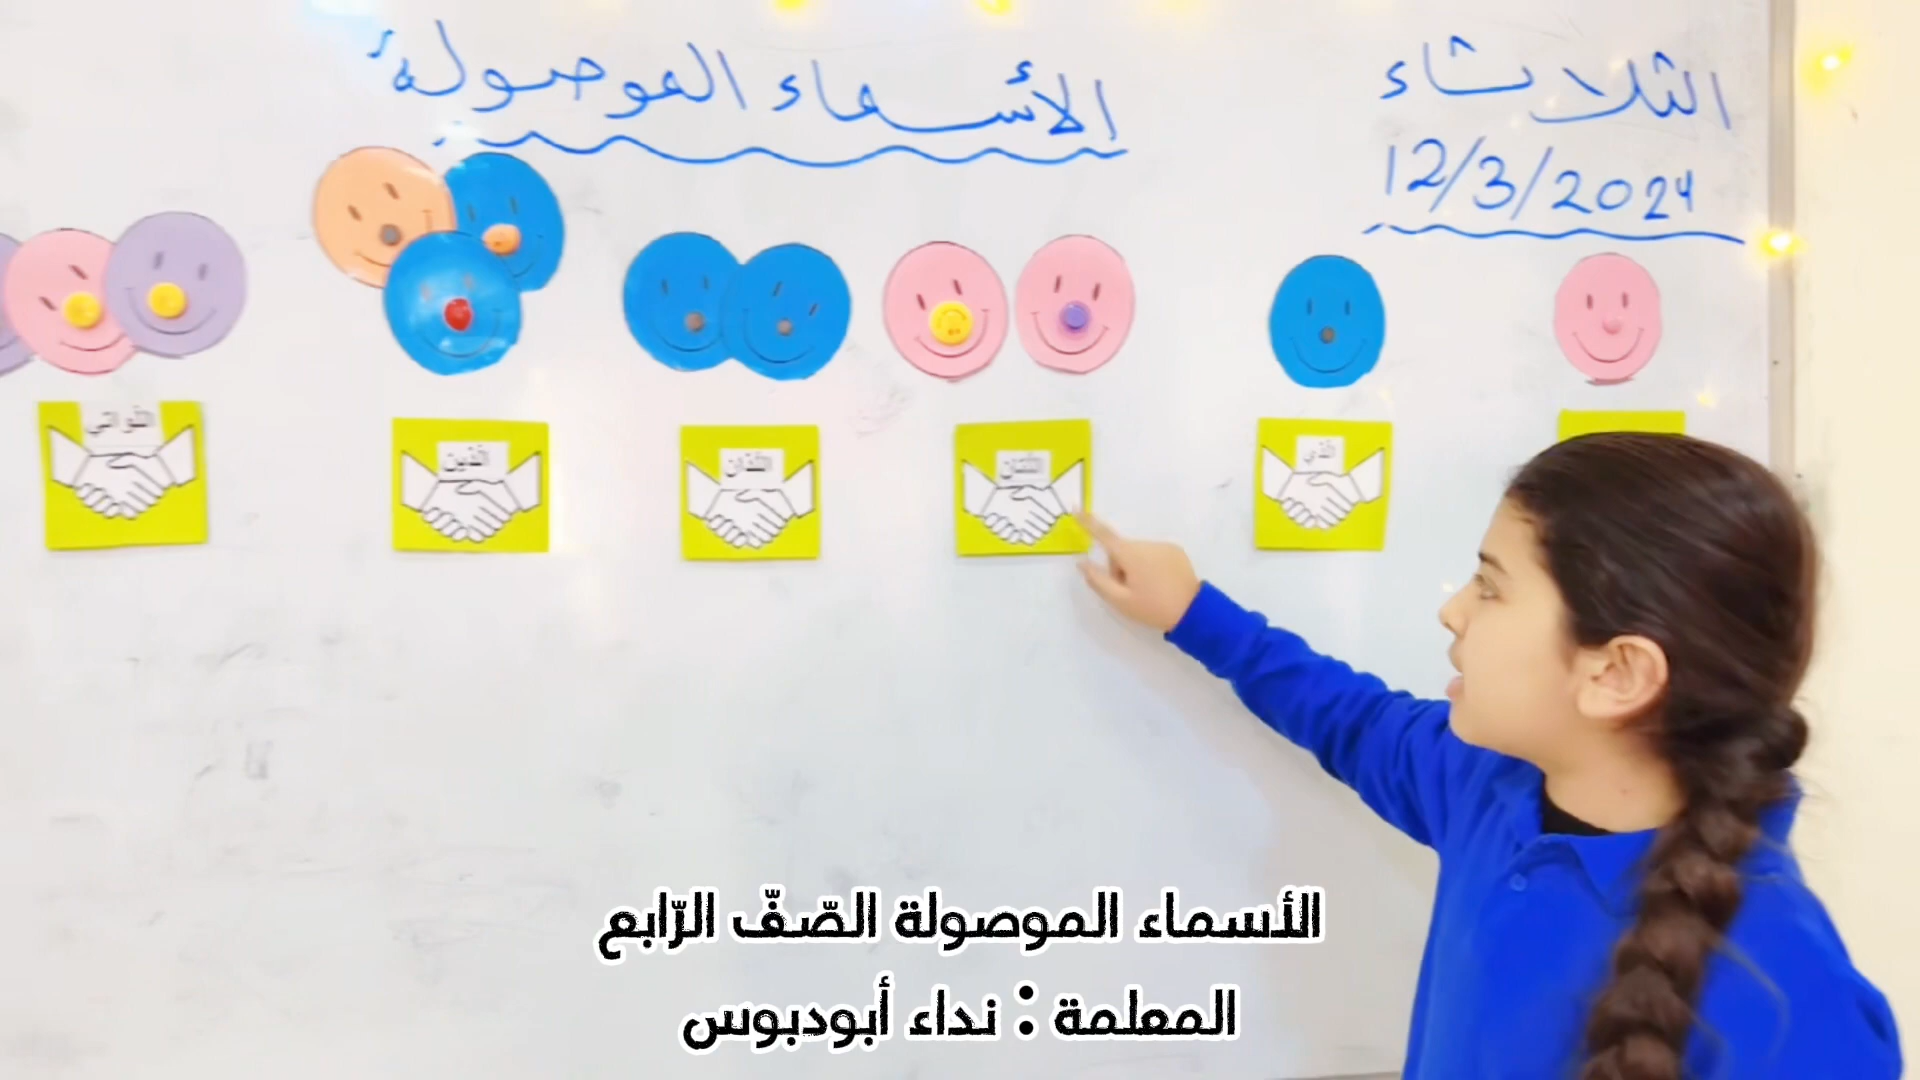 الثلاثاء
12/3/2024
الأسماء الموصولة
الذي
اللتان
اللذان
الذين
اللواتي
الأسماء الموصولة الصّفّ الرّابع
المعلمة : نداء أبودبوس